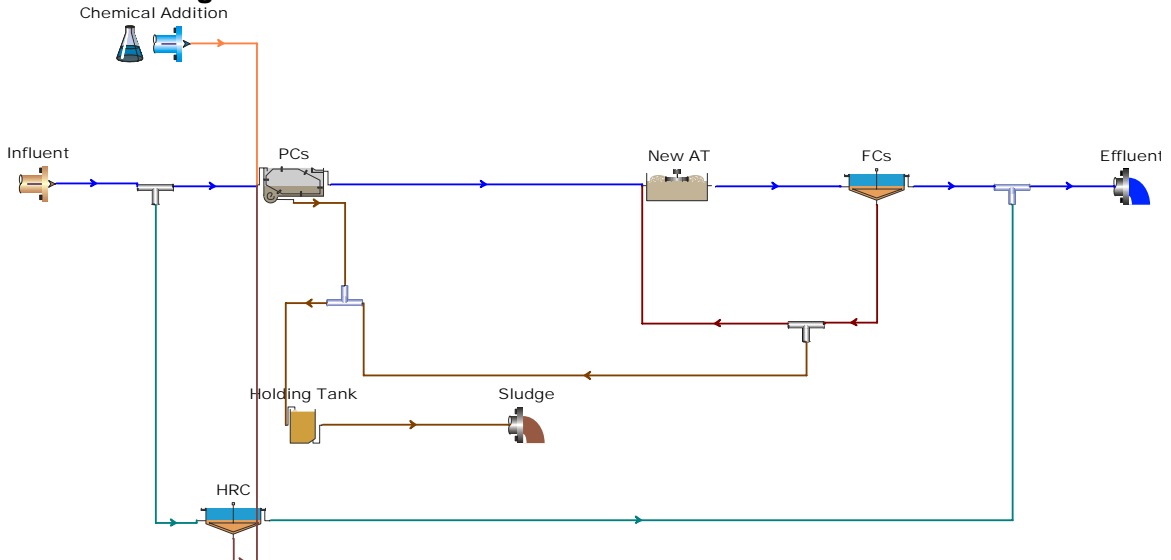 Chemical Addition
Influent
PCs
New AT
FCs
Effluent
Holding Tank
Sludge
HRC